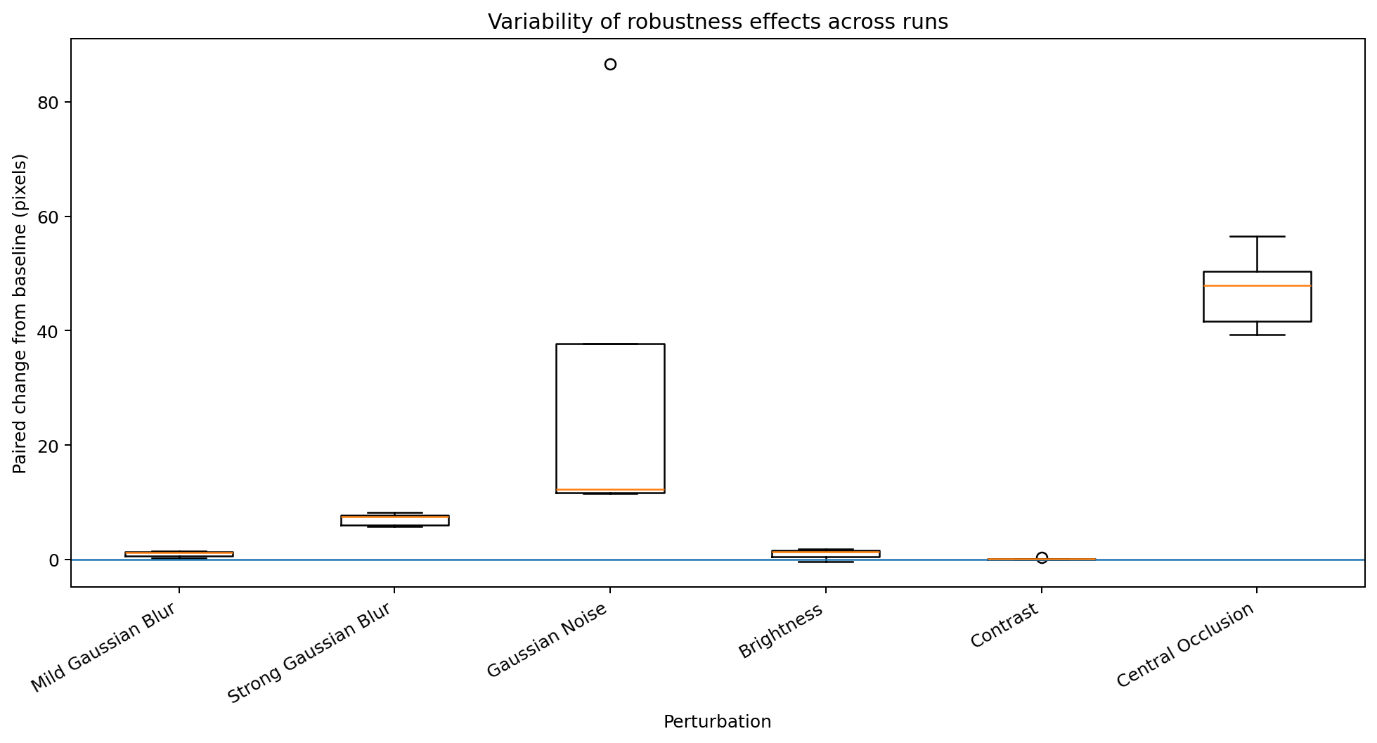 Variability of robustness effects across runs
Paired change from baseline (pixels)
80
60
40
20
0
Mild Gaussian Blur
Strong Gaussian Blur
Gaussian Noise
Brightness
Contrast
Central Occlusion
Perturbation